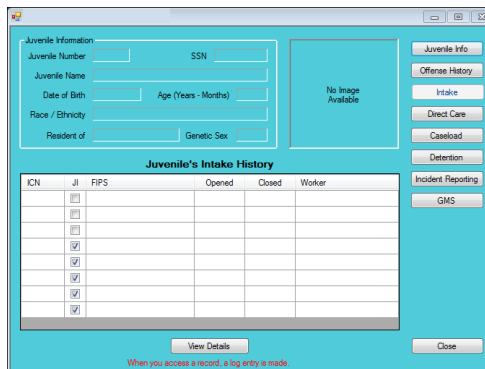 Juvenile Information
Juvenile Number SSN
Juvenile Name
Date of Birth Age (Years - Months)
Race / Ethnicity
Resident of Genetic Sex
No Image
Available
Juvenile Info
Offense History
Intake
Direct Care
Caseload
Detention
Incident Reporting
GMS
Juvenile's Intake History
ICN JI FIPS Opened Closed Worker
View Details
Close
When you access a record, a log entry is made.